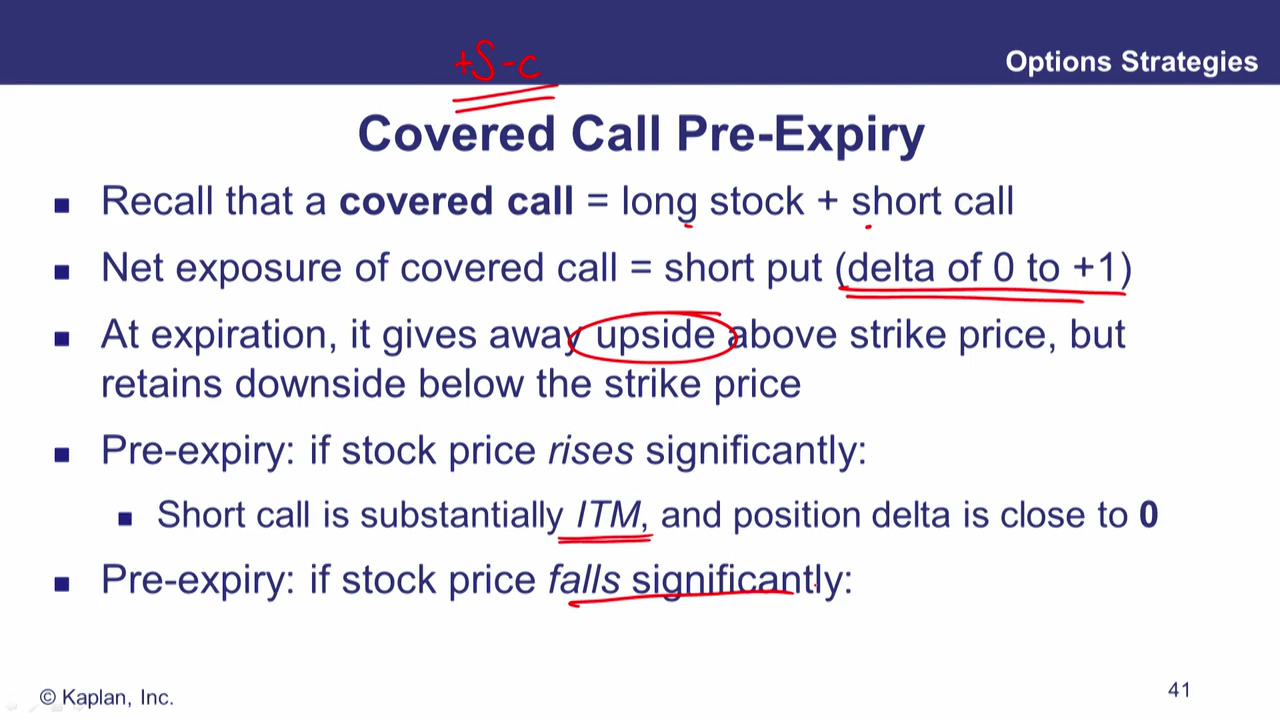 Options Strategies
+S-c
Covered Call Pre-Expiry
▪ Recall that a covered call = long stock + short call
▪ Net exposure of covered call = short put (delta of 0 to +1)
▪ At expiration, it gives away upside above strike price, but
retains downside below the strike price
▪ Pre-expiry: if stock price rises significantly:
▪ Short call is substantially ITM, and position delta is close to 0
▪ Pre-expiry: if stock price falls significantly:
© Kaplan, Inc.
41